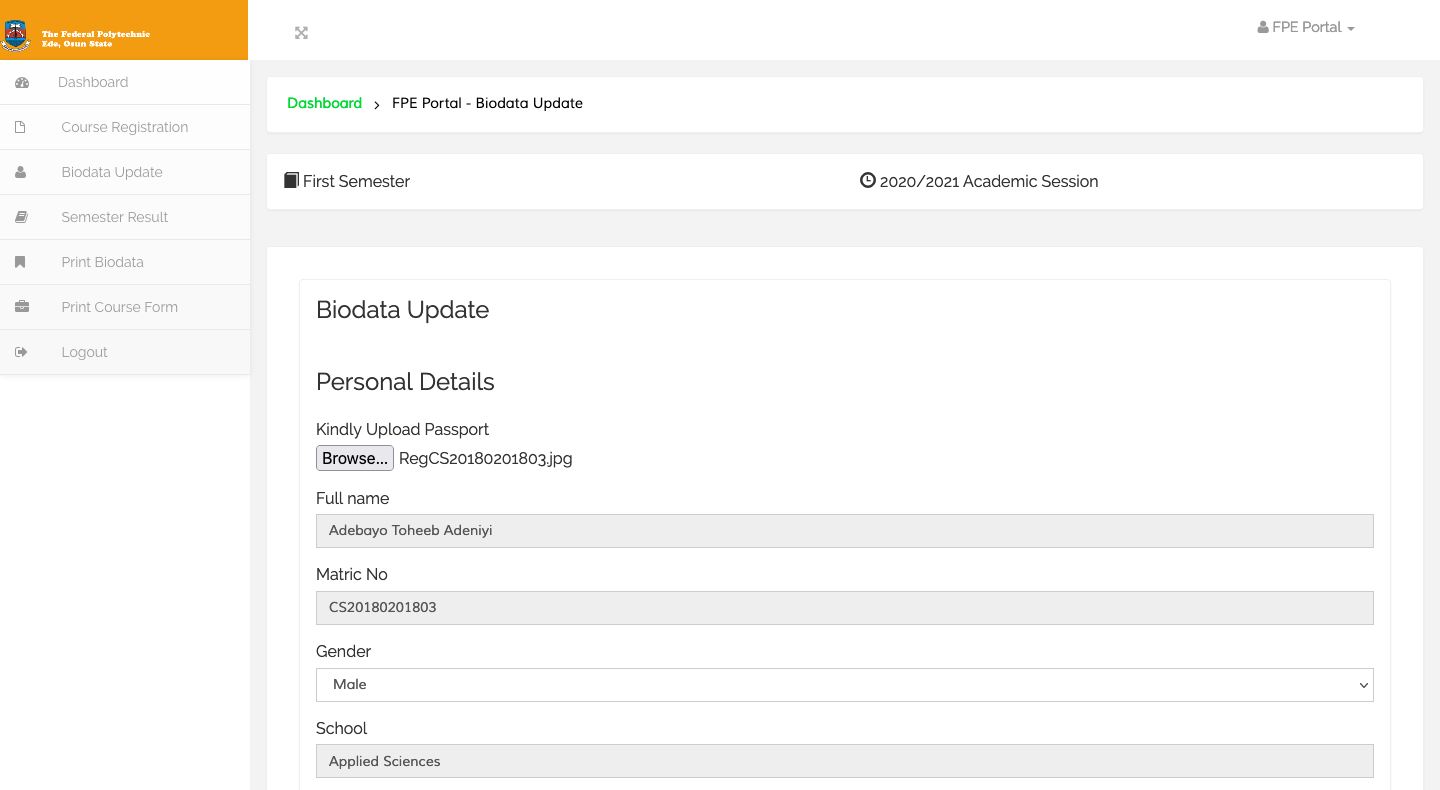 The Federal Polytechnic
Ede, Osun State
FPE Portal
Dashboard
Course Registration
Biodata Update
Semester Result
Print Biodata
Print Course Form
Logout
Dashboard › FPE Portal - Biodata Update
First Semester
2020/2021 Academic Session
Biodata Update
Personal Details
Kindly Upload Passport
Browse... RegCS20180201803.jpg
Full name
Adebayo Toheeb Adeniyi
Matric No
CS20180201803
Gender
Male
School
Applied Sciences